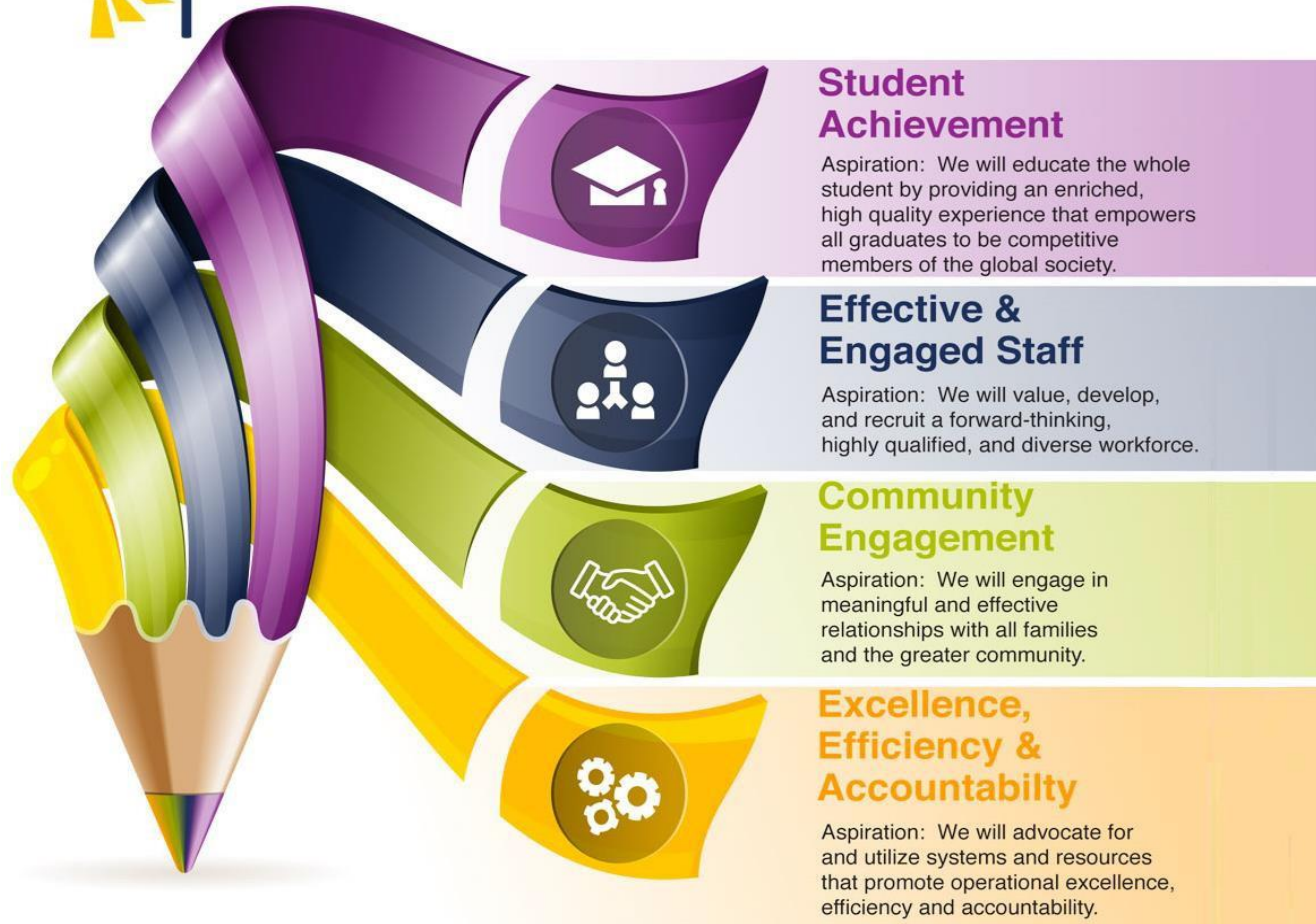 Student
Achievement
Aspiration:  We will educate the whole
student by providing an enriched,
high quality experience that empowers
all graduates to be competitive
members of the global society.
Effective &
Engaged Staff
Aspiration:  We will value, develop,
and recruit a forward-thinking,
highly qualified, and diverse workforce.
Community
Engagement
Aspiration:  We will engage in
meaningful and effective
relationships with all families
and the greater community.
Excellence,
Efficiency &
Accountabilty
Aspiration:  We will advocate for
and utilize systems and resources
that promote operational excellence,
efficiency and accountability.